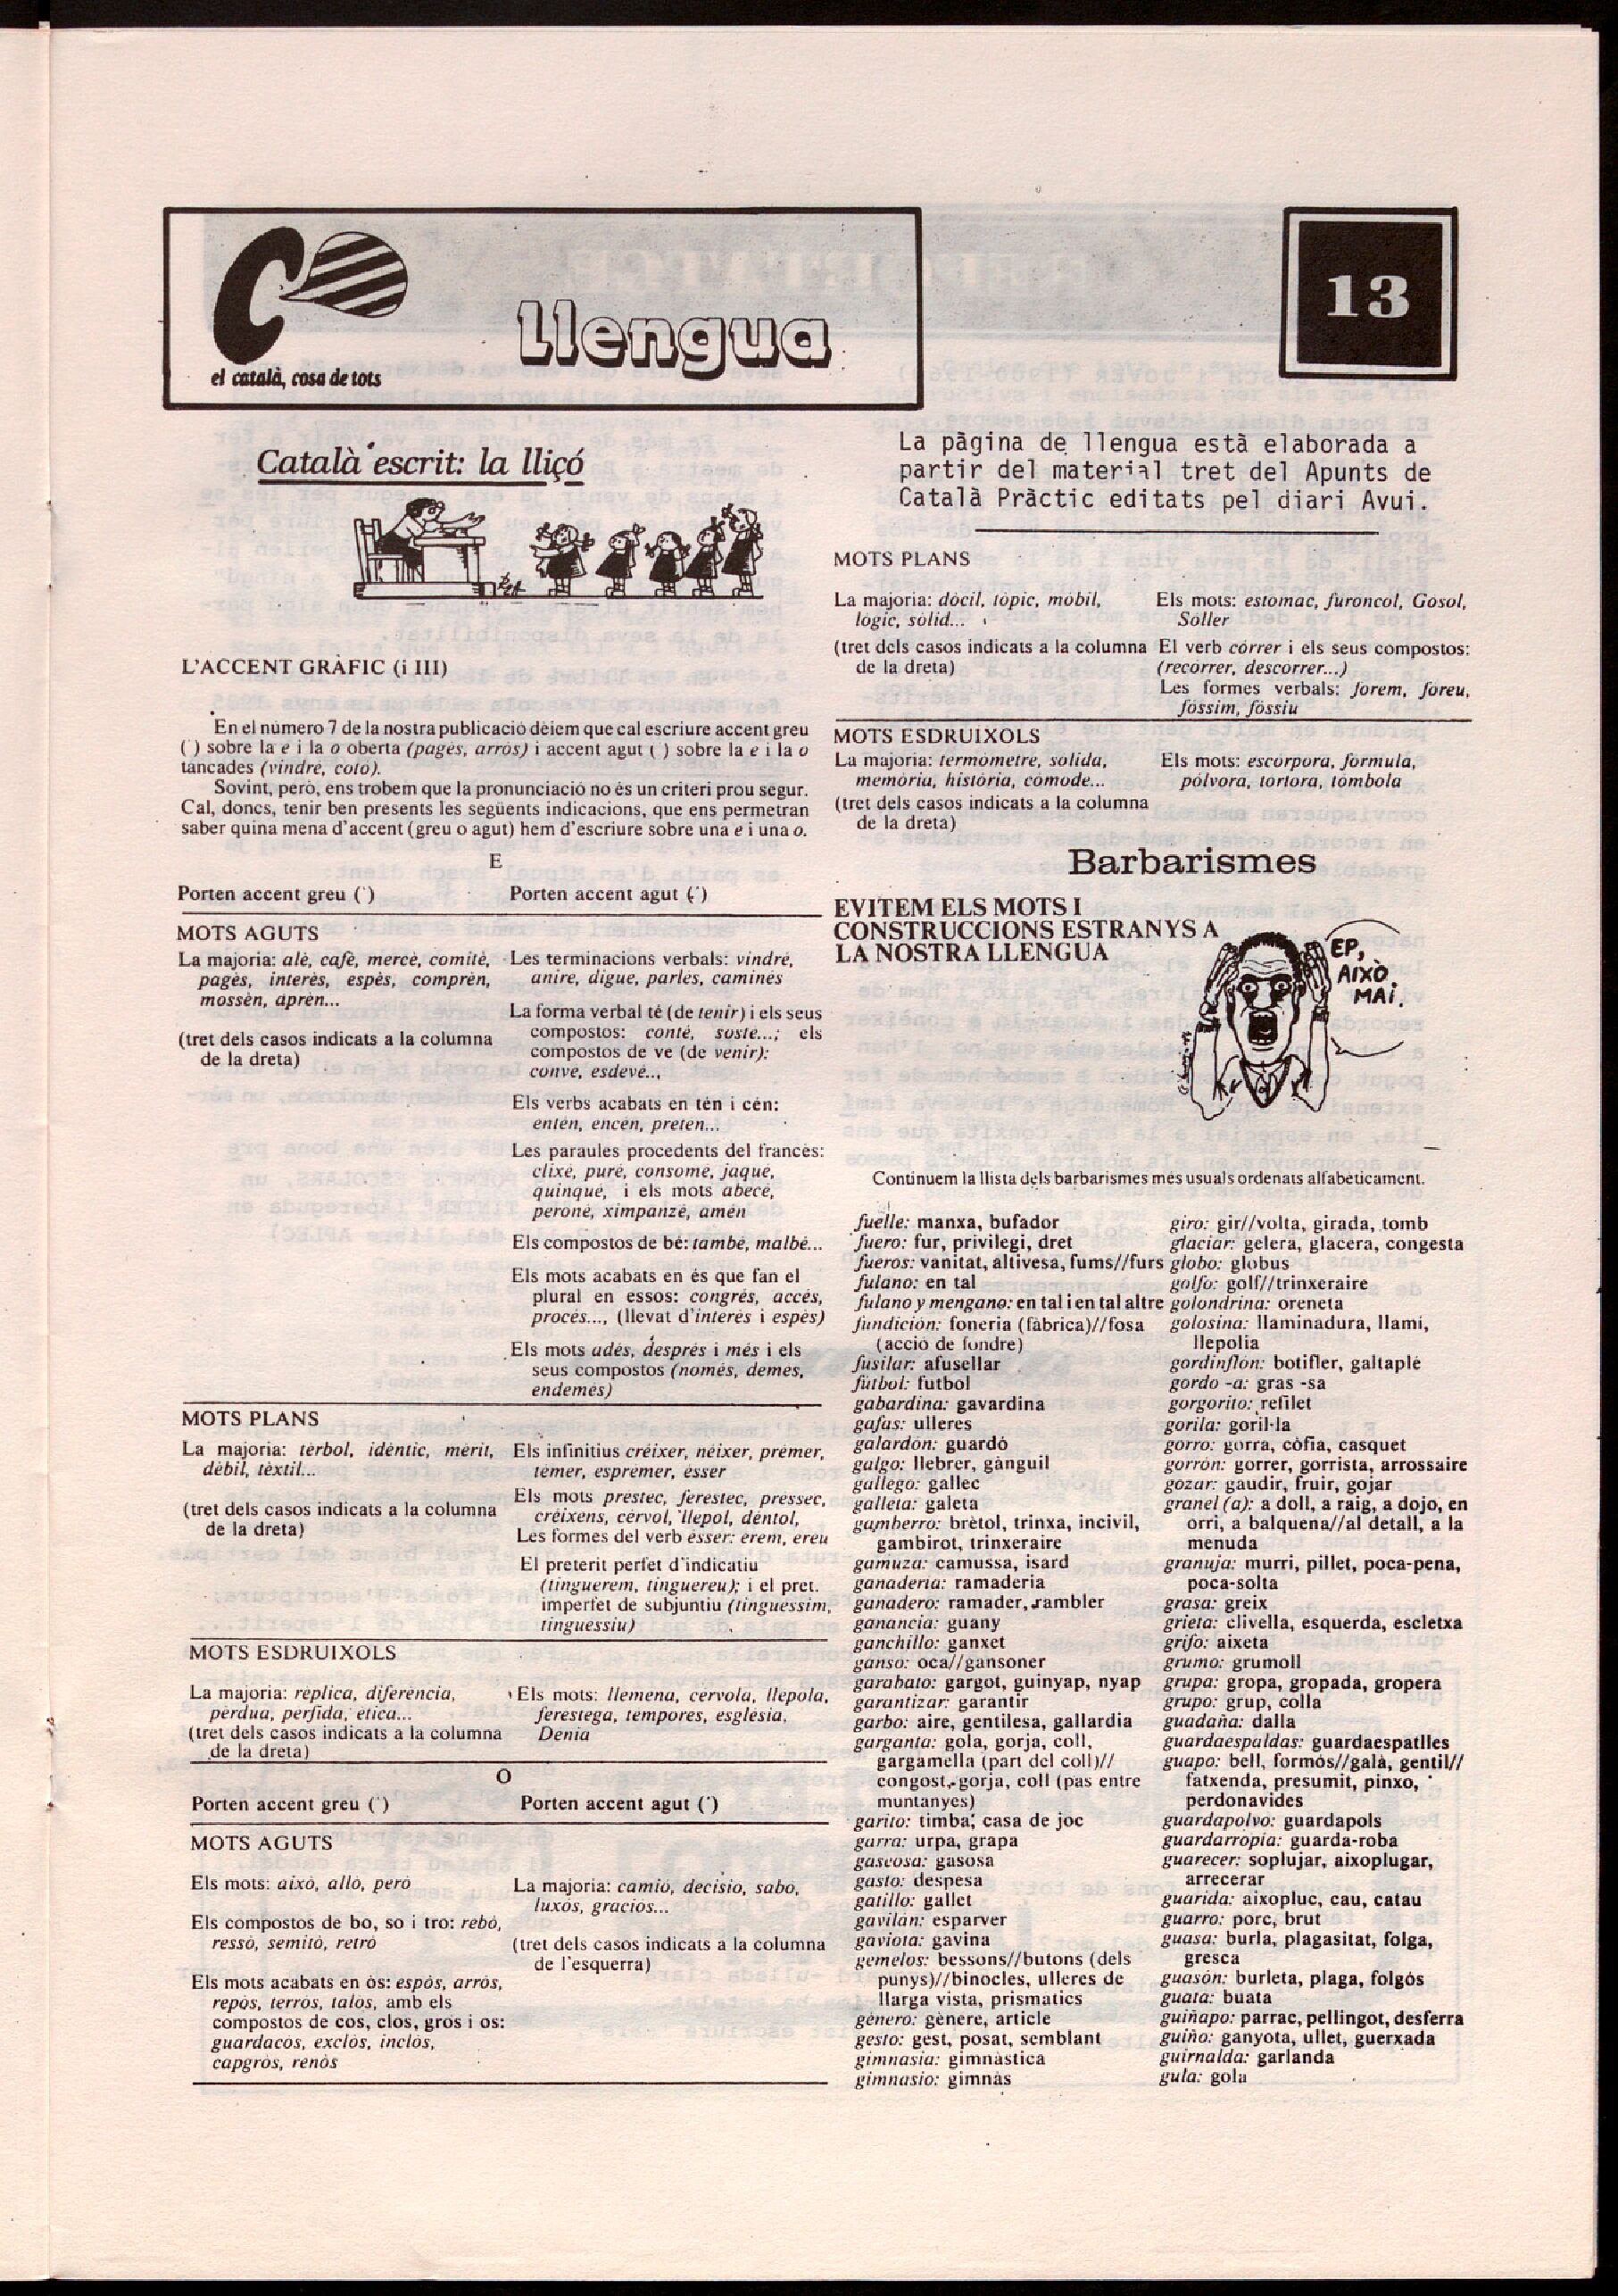 el català, cosa de tots
Llengua
13
Català escrit: la lliçó
L'ACCENT GRÀFIC (i III)
En el número 7 de la nostra publicació dèiem que cal escriure accent greu
(`) sobre la e i la o oberta (pagès, arròs) i accent agut (´) sobre la e i la o
tancades (vindré, cotó).
Sovint, però, ens trobem que la pronunciació no és un criteri prou segur.
Cal, doncs, tenir ben presents les següents indicacions, que ens permetran
saber quina mena d'accent (greu o agut) hem d'escriure sobre una e i una o.
E
Porten accent greu (`)
Porten accent agut (´)
MOTS AGUTS
La majoria: alè, cafè, mercè, comitè,
pagès, interès, espès, comprèn,
mossèn, aprèn...
(tret dels casos indicats a la columna
de la dreta)
Les terminacions verbals: vindré,
aniré, digué, parlés, caminés
La forma verbal té (de tenir) i els seus
compostos: conté, sosté...; els
compostos de ve (de venir):
convé, esdevé...
Els verbs acabats en tén i cén:
entén, encén, pretén...
Les paraules procedents del francès:
clixé, puré, consomé, jaqué,
quinqué, i els mots abecé,
peroné, ximpanzé, amén
Els compostos de bé: també, malbé...
Els mots acabats en és que fan el
plural en essos: congrés, accés,
procés..., (llevat d'interès i espès)
Els mots adés, després i més i els
seus compostos (només, demés,
endemés)
MOTS PLANS
La majoria: tèrbol, idèntic, mèrit,
dèbil, tèxtil...
(tret dels casos indicats a la columna
de la dreta)
Els infinitius créixer, néixer, prémer,
témer, esprémer, ésser
Els mots préstec, feréstec, préssec,
créixens, cérvol, llépol, déntol,
Les formes del verb ésser: érem, éreu
El pretèrit perfet d'indicatiu
(tinguérem, tinguéreu); i el pret.
imperfet de subjuntiu (tinguéssim,
tinguéssiu)
MOTS ESDRUIXOLS
La majoria: rèplica, diferència,
pèrdua, pèrfida, ètica...
(tret dels casos indicats a la columna
de la dreta)
Els mots: llémena, cérvola, llépola,
feréstega, témpores, església,
Dénia
O
Porten accent greu (`)
Porten accent agut (´)
MOTS AGUTS
Els mots: això, allò, però
Els compostos de bo, so i tro: rebò,
ressò, semitò, retrò
Els mots acabats en òs: espòs, arròs,
repòs, terròs, talòs, amb els
compostos de cos, clos, gros i os:
guardacòs, exclòs, inclòs,
capgròs, renòs
La majoria: camió, decisió, sabó,
luxós, graciós...
(tret dels casos indicats a la columna
de l'esquerra)
La pàgina de llengua està elaborada a
partir del material tret del Apunts de
Català Pràctic editats pel diari Avui.
MOTS PLANS
La majoria: dòcil, tòpic, mòbil,
lògic, sòlid...
(tret dels casos indicats a la columna
de la dreta)
Els mots: estómac, furóncol, Gósol,
Sóller
El verb córrer i els seus compostos:
(recórrer, descórrer...)
Les formes verbals: fórem, fóreu,
fóssim, fóssiu
MOTS ESDRUIXOLS
La majoria: termòmetre, sòlida,
memòria, història, còmode...
(tret dels casos indicats a la columna
de la dreta)
Els mots: escórpora, fórmula,
pólvora, tórtora, tómbola
Barbarismes
EVITEM ELS MOTS I
CONSTRUCCIONS ESTRANYS A
LA NOSTRA LLENGUA
EP,
AIXÒ
MAI.
Continuem la llista dels barbarismes més usuals ordenats alfabèticament.
fuelle: manxa, bufador
fuero: fur, privilegi, dret
fueros: vanitat, altivesa, fums//furs
fulano: en tal
fulano y mengano: en tal i en tal altre
fundición: foneria (fàbrica)//fosa
(acció de fondre)
fusilar: afusellar
fútbol: futbol
gabardina: gavardina
gafas: ulleres
galardón: guardó
galgo: llebrer, gànguil
gallego: gallec
galleta: galeta
gamberro: brètol, trinxa, incivil,
gambirot, trinxeraire
gamuza: camussa, isard
ganadería: ramaderia
ganadero: ramader, rambler
ganancia: guany
ganchillo: ganxet
ganso: oca//gansoner
garabato: gargot, guinyap, nyap
garantizar: garantir
garbo: aire, gentilesa, gallardia
garganta: gola, gorja, coll,
gargamella (part del coll)//
congost, gorja, coll (pas entre
muntanyes)
garito: timba, casa de joc
garra: urpa, grapa
gaseosa: gasosa
gasto: despesa
gatillo: gallet
gavilán: esparver
gaviota: gavina
gemelos: bessons//butons (dels
punys)//binocles, ulleres de
llarga vista, prismàtics
género: gènere, article
gesto: gest, posat, semblant
gimnasia: gimnàstica
gimnasio: gimnàs
giro: gir//volta, girada, tomb
glaciar: gelera, glacera, congesta
globo: globus
golfo: golf//trinxeraire
golondrina: oreneta
golosina: llaminadura, llamí,
llepolia
gordinflón: botifler, galtaplè
gordo -a: gras -sa
gorgorito: refilet
gorila: goril·la
gorro: gorra, còfia, casquet
gorrón: gorrer, gorrista, arrossaire
gozar: gaudir, fruir, gojar
granel (a): a doll, a raig, a dojo, en
orri, a balquena//al detall, a la
menuda
granuja: murri, pillet, poca-pena,
poca-solta
grasa: greix
grieta: clivella, esquerda, escletxa
grifo: aixeta
grumo: grumoll
grupa: gropa, gropada, gropera
grupo: grup, colla
guadaña: dalla
guardaespaldas: guardaespatlles
guapo: bell, formós//galà, gentil//
fatxenda, presumit, pinxo,
perdonavides
guardapolvo: guardapols
guardarropía: guarda-roba
guarecer: soplujar, aixoplugar,
arrecerar
guarida: aixopluc, cau, catau
guarro: porc, brut
guasa: burla, plagasitat, folga,
gresca
guasón: burleta, plaga, folgós
guata: buata
guiñapo: parrac, pellingot, desferra
guiño: ganyota, ullet, guerxada
guirnalda: garlanda
gula: gola